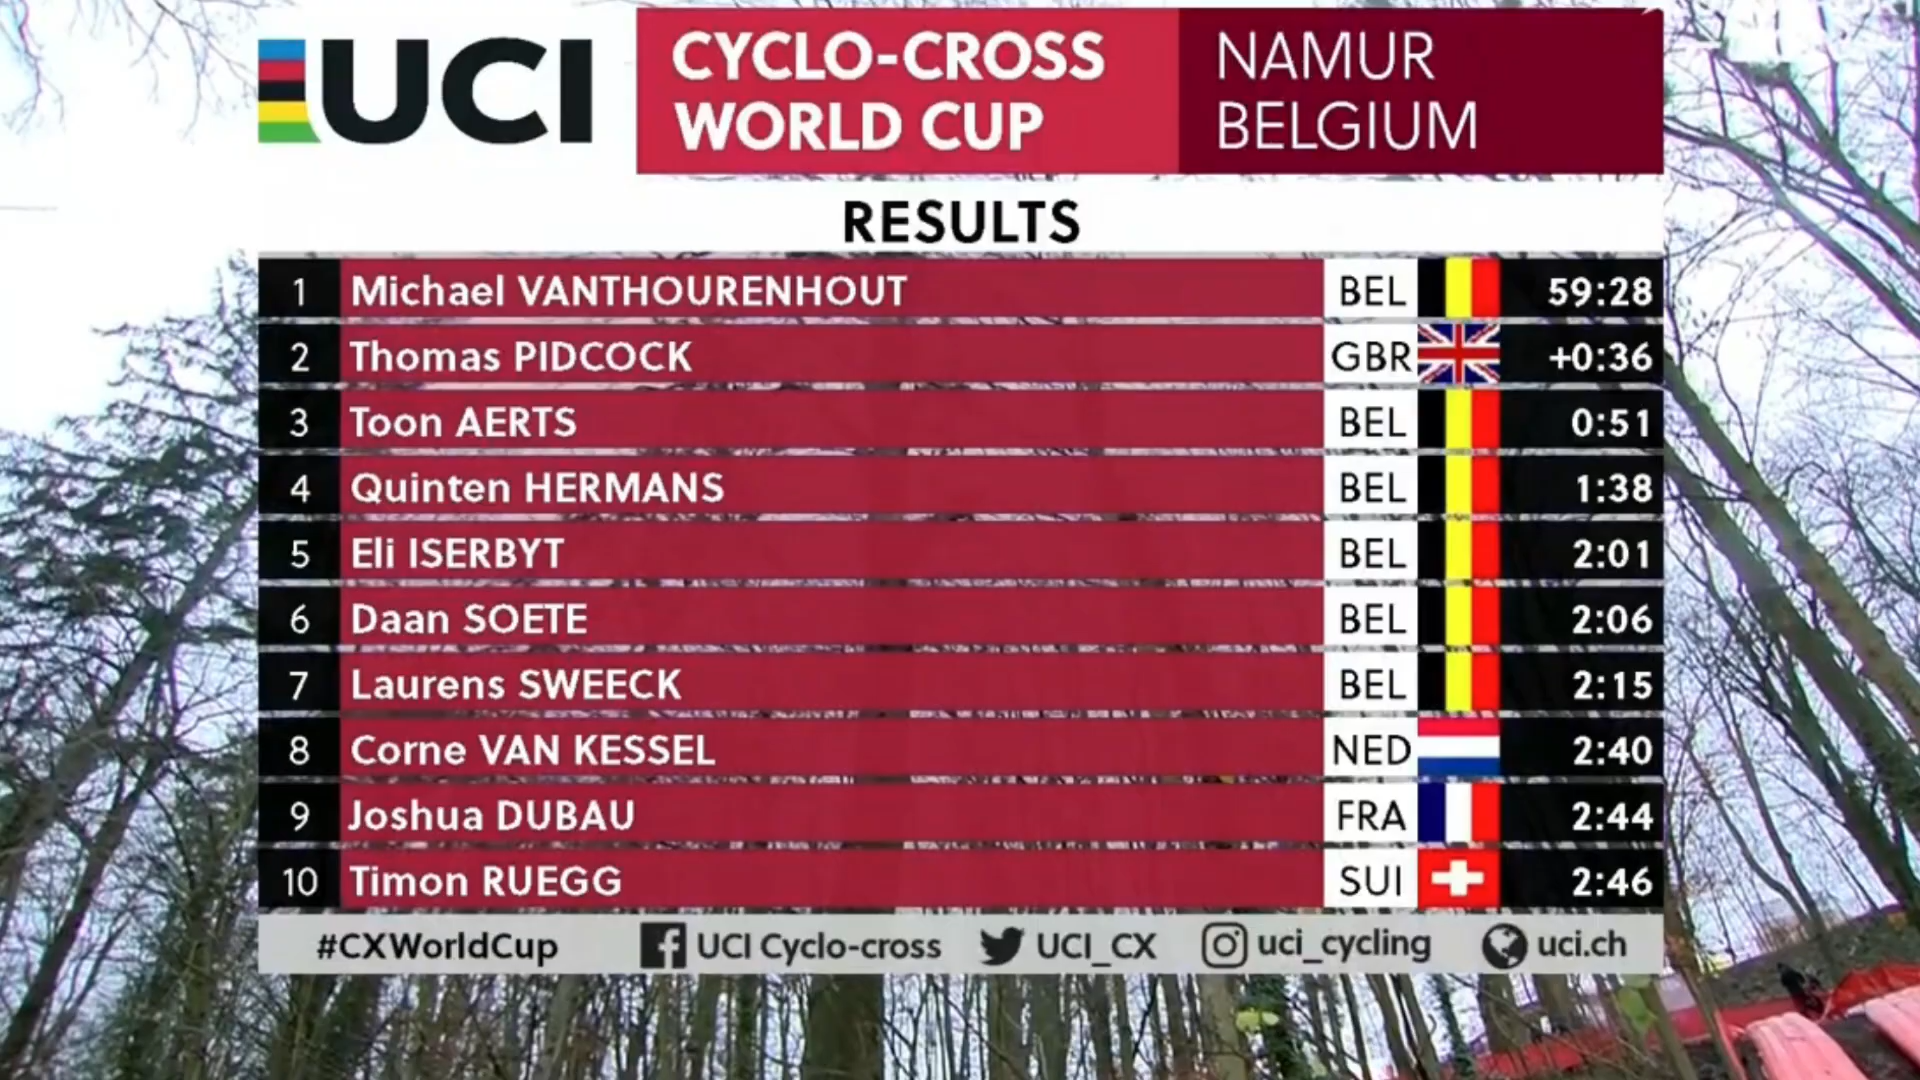 UCI
CYCLO-CROSS
WORLD CUP
NAMUR
BELGIUM
RESULTS
1 Michael VANTHOURENHOUT BEL 59:28
2 Thomas PIDCOCK GBR +0:36
3 Toon AERTS BEL 0:51
4 Quinten HERMANS BEL 1:38
5 Eli ISERBYT BEL 2:01
6 Daan SOETE BEL 2:06
7 Laurens SWEECK BEL 2:15
8 Corne VAN KESSEL NED 2:40
9 Joshua DUBAU FRA 2:44
10 Timon RUEGG SUI 2:46
#CXWorldCup UCI Cyclo-cross UCI_CX uci_cycling uci.ch